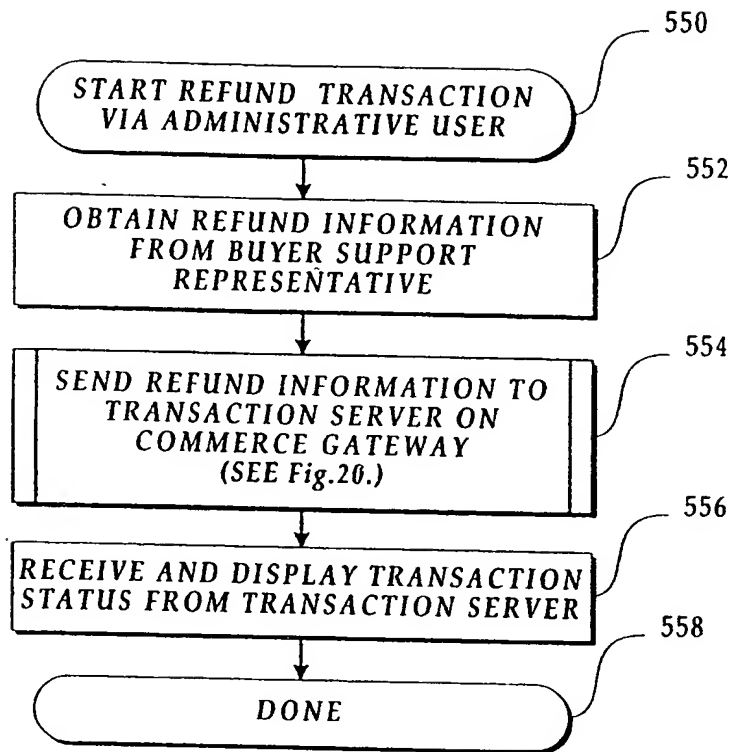 550
START REFUND TRANSACTION
VIA ADMINISTRATIVE USER
552
OBTAIN REFUND INFORMATION
FROM BUYER SUPPORT
REPRESENTATIVE
554
SEND REFUND INFORMATION TO
TRANSACTION SERVER ON
COMMERCE GATEWAY
(SEE Fig.20.)
556
RECEIVE AND DISPLAY TRANSACTION
STATUS FROM TRANSACTION SERVER
558
DONE